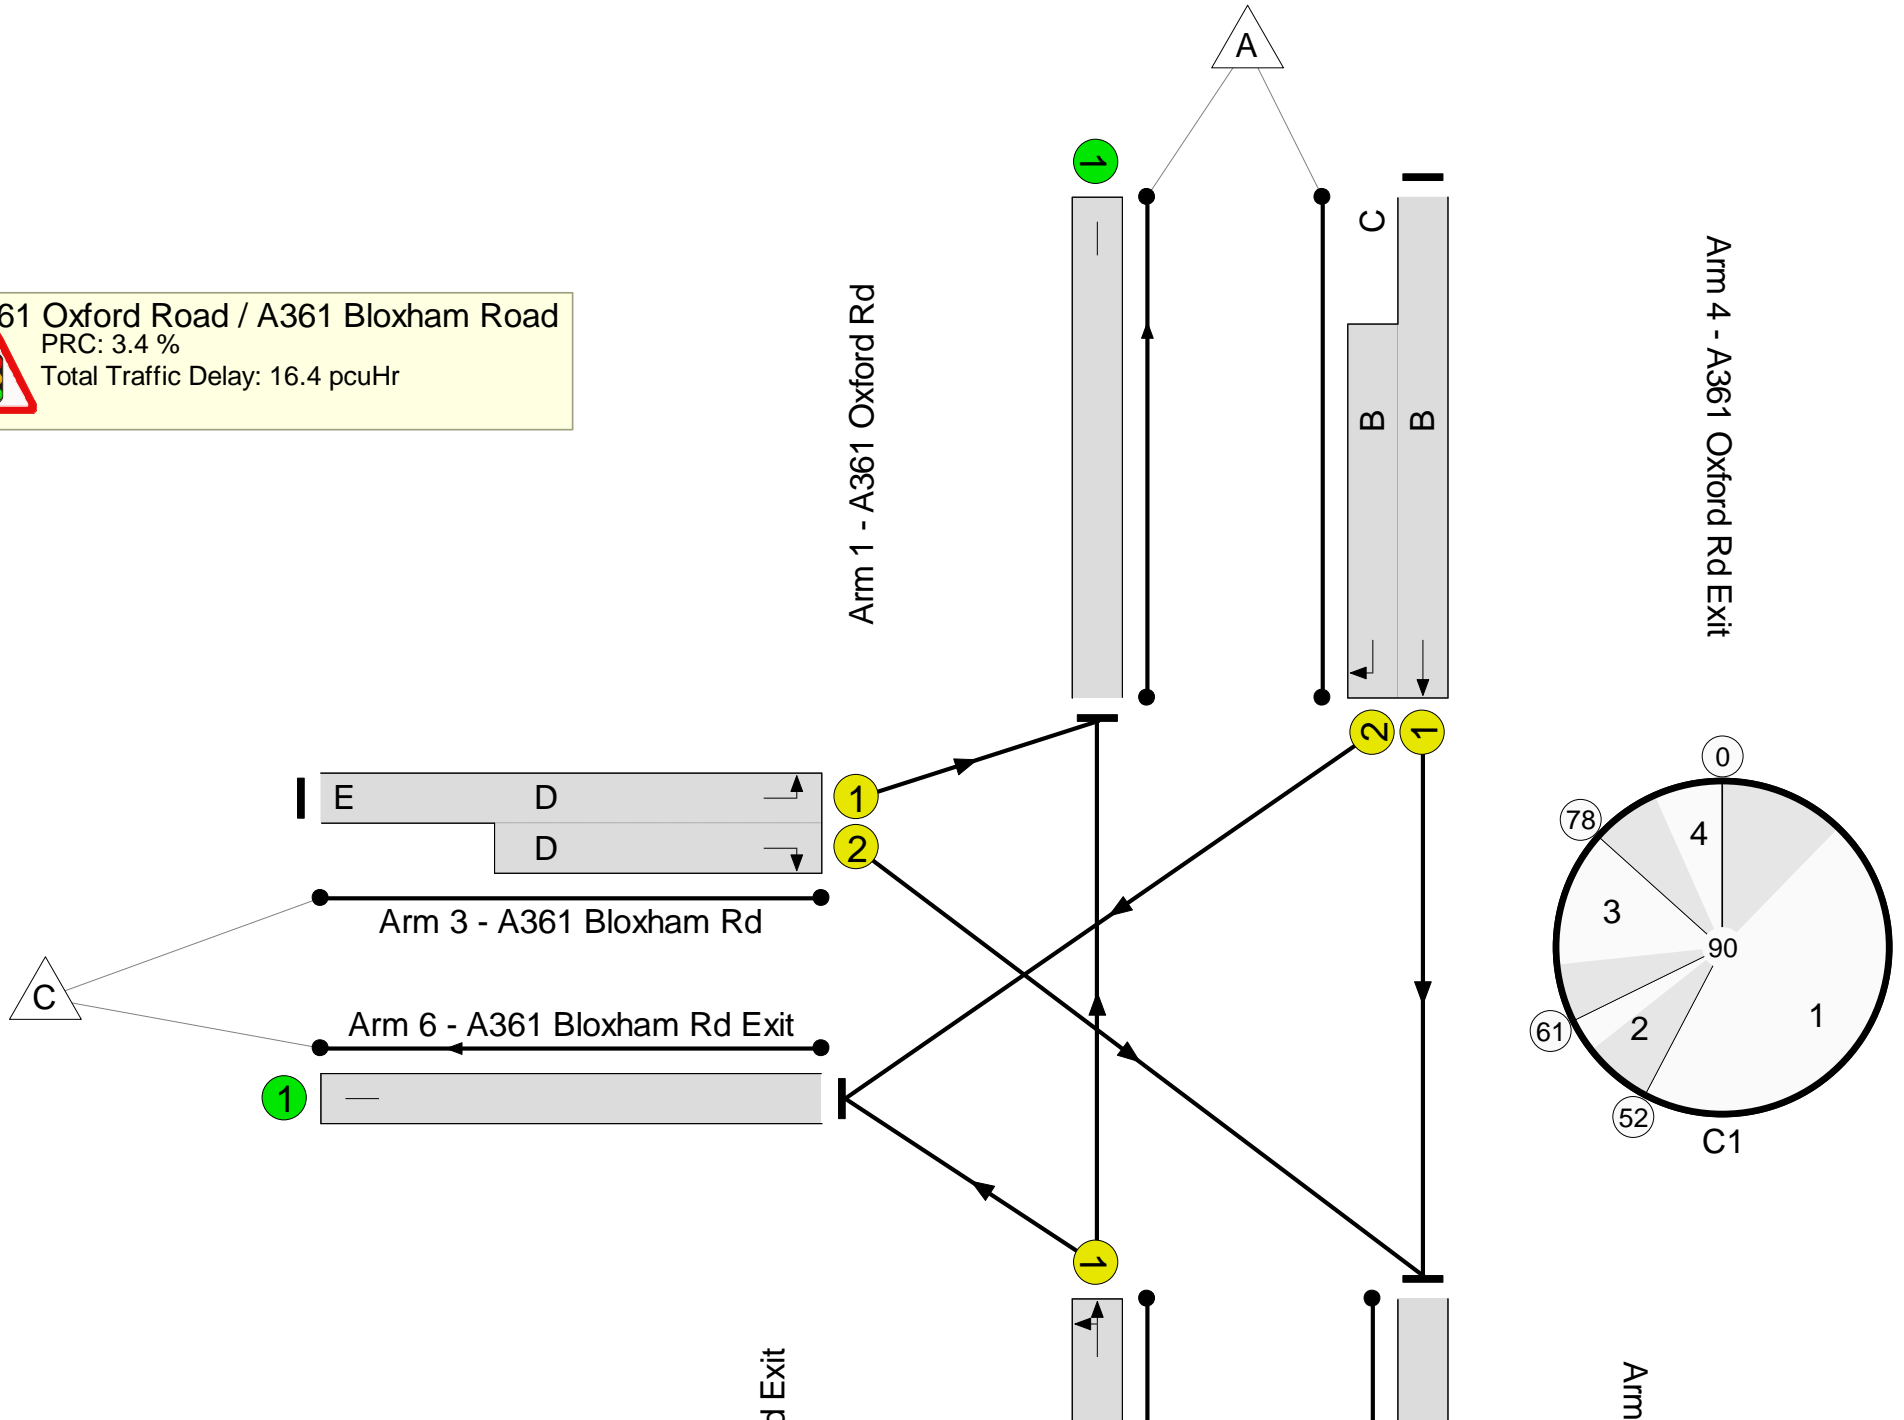 A
1
C
61 Oxford Road / A361 Bloxham Road
PRC: 3.4 %
Total Traffic Delay: 16.4 pcuHr
Arm 1 - A361 Oxford Rd
Arm 4 - A361 Oxford Rd Exit
B B
2 1
E D
1
D
2
Arm 3 - A361 Bloxham Rd
C
Arm 6 - A361 Bloxham Rd Exit
1
0
78
4
3
90
1
61
2
52
C1
1
d Exit
Arm